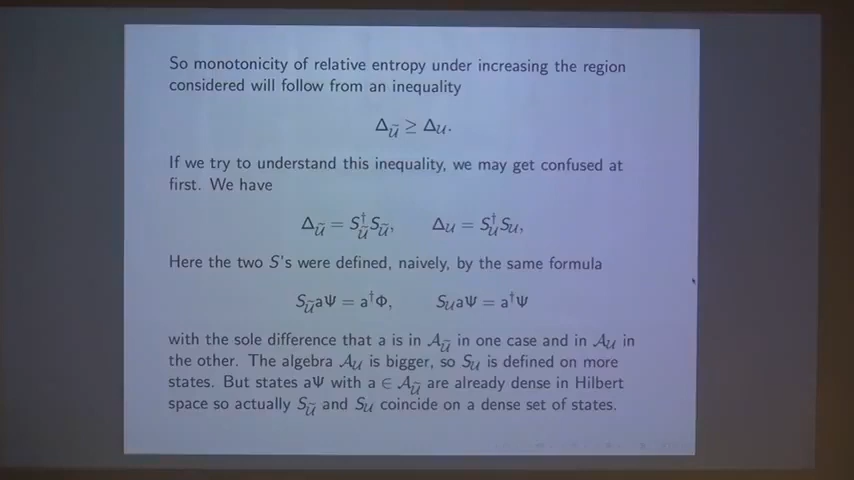 So monotonicity of relative entropy under increasing the region
considered will follow from an inequality
Δ_Ũ ≥ Δ_U.
If we try to understand this inequality, we may get confused at
first. We have
Δ_Ũ = S†_Ũ S_Ũ, Δ_U = S†_U S_U,
Here the two S's were defined, naively, by the same formula
S_Ũ aΨ = a†Φ, S_U aΨ = a†Ψ
with the sole difference that a is in A_Ũ in one case and in A_U in
the other. The algebra A_U is bigger, so S_U is defined on more
states. But states aΨ with a ∈ A_Ũ are already dense in Hilbert
space so actually S_Ũ and S_U coincide on a dense set of states.